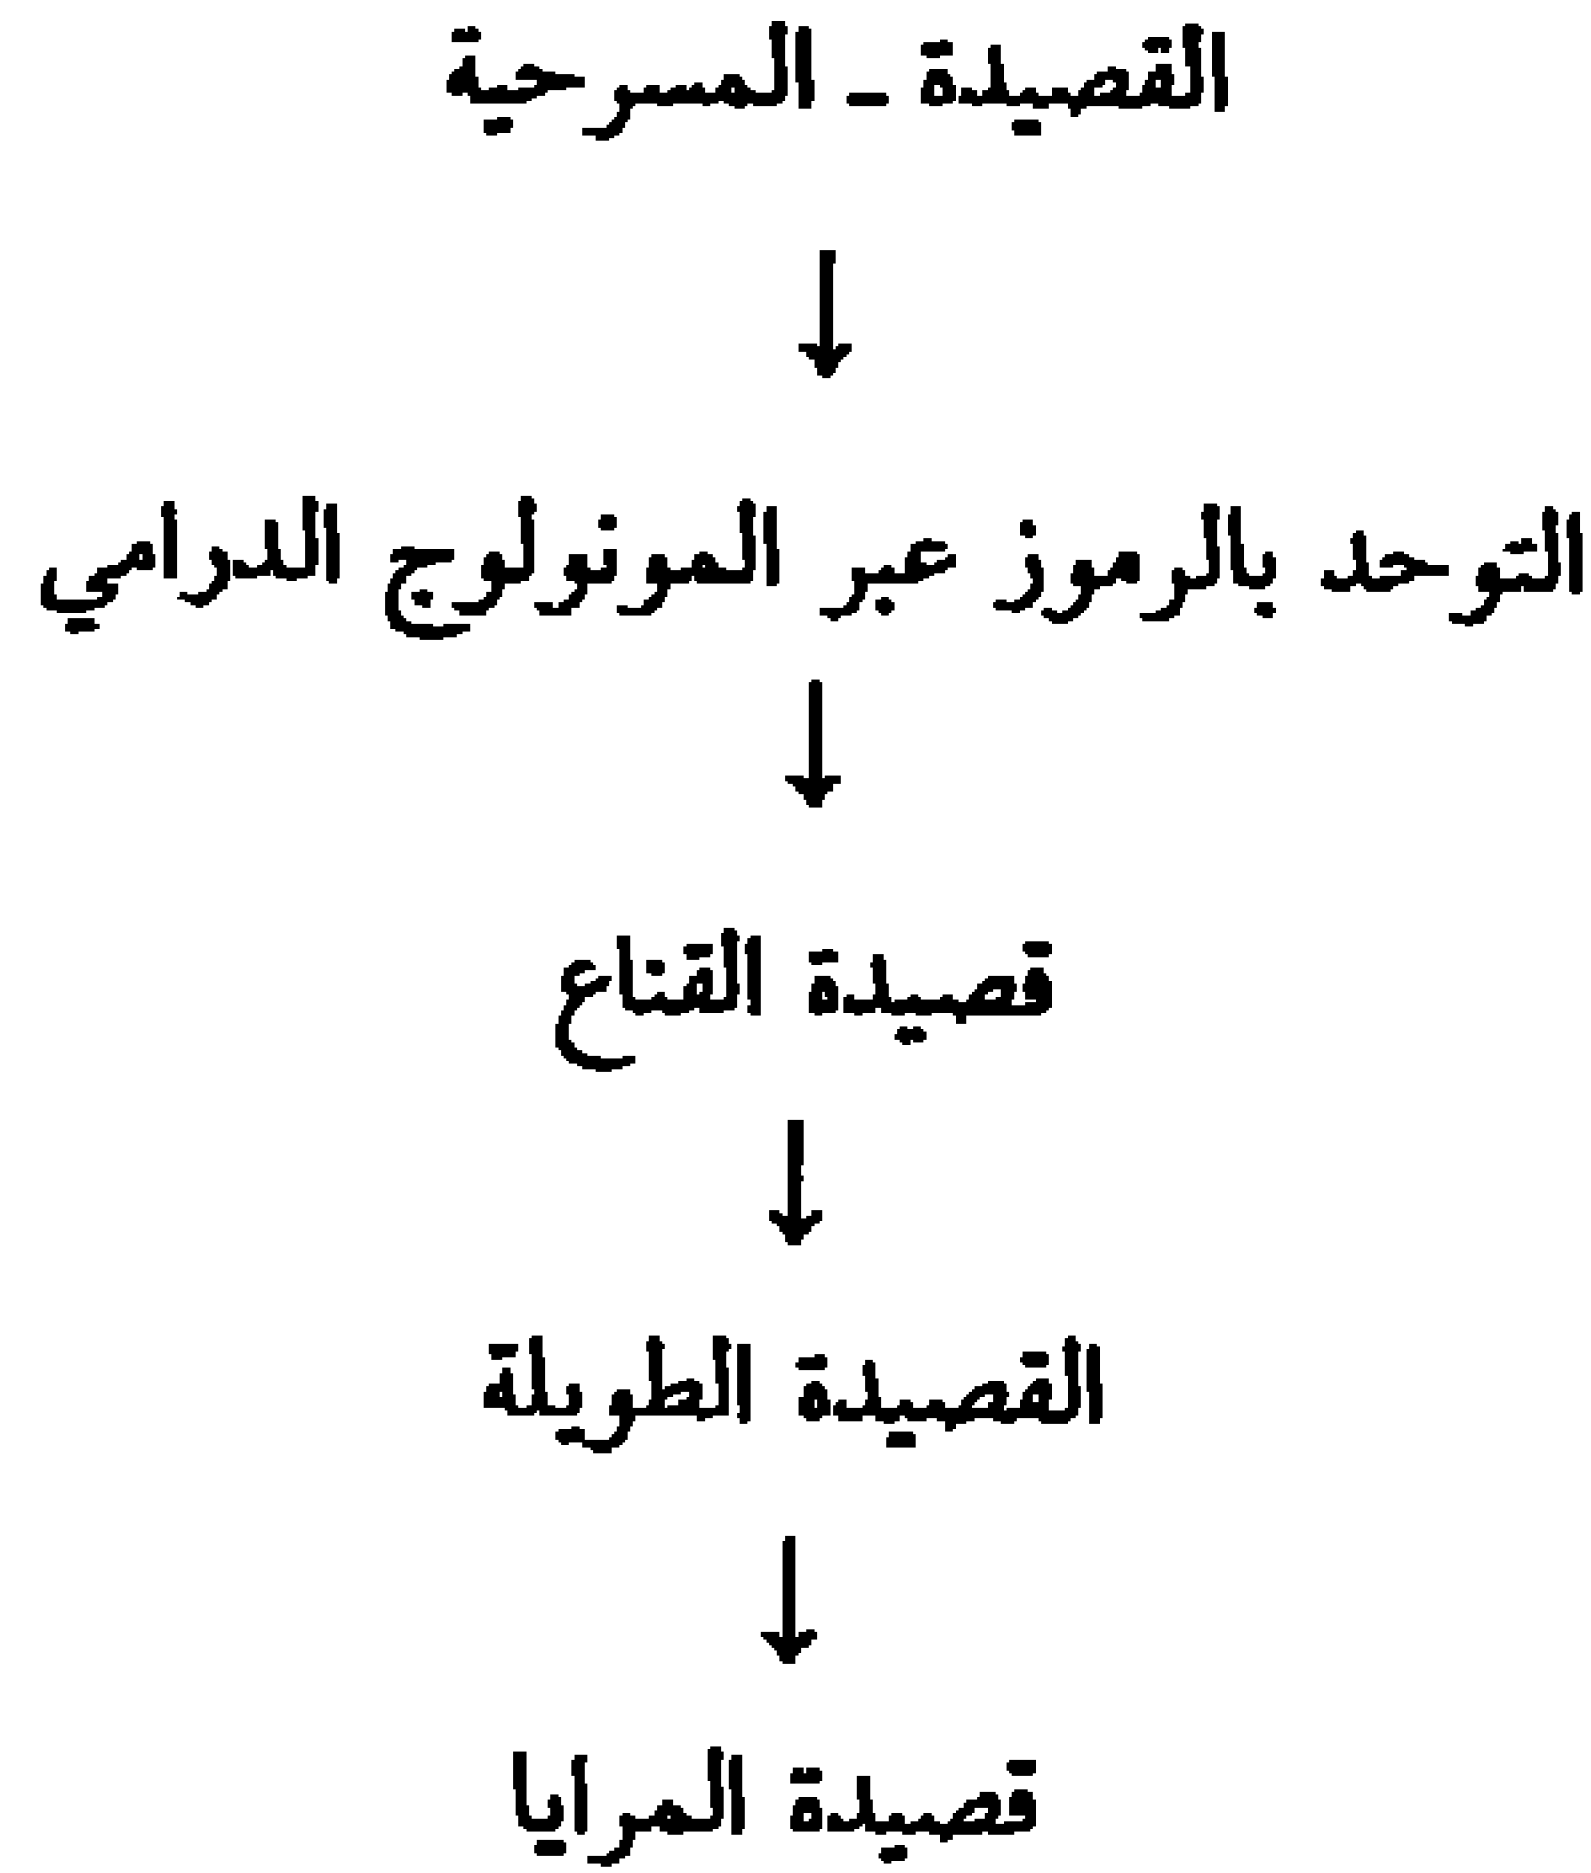 القصيدة - المسرحية
↓
التوحد بالرموز عبر المونولوج الدرامي
↓
قصيدة القناع
↓
القصيدة الطويلة
↓
قصيدة المرايا